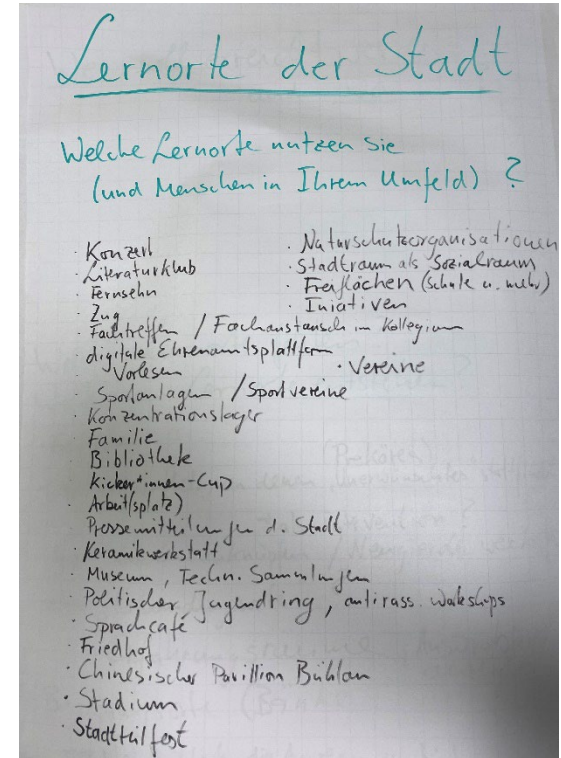 Lernorte der Stadt
Welche Lernorte nutzen Sie
(und Menschen in Ihrem Umfeld) ?
· Konzert
· Literaturklub
· Fernsehn
· Zug
· Fachtreffen / Fachaustausch im Kollegium
· digitale Ehrenamtsplattform
· Vorlesen
· Sportanlagen / Sportvereine
· Konzentrationslager
· Familie
· Bibliothek
· Kicker*innen-Cup
· Arbeit(splatz)
· Pressemitteilungen d. Stadt
· Keramikwerkstatt
· Museum, Techn. Sammlungen
· Politischer Jugendring, antirass. Workshops
· Sprachcafé
· Friedhof
· Chinesischer Pavillion Bühlau
· Stadium
· Stadtteilfest
· Naturschutzorganisationen
· Stadtraum als Sozialraum
· Freiflächen (Schule u. mehr)
· Iniativen
· Vereine